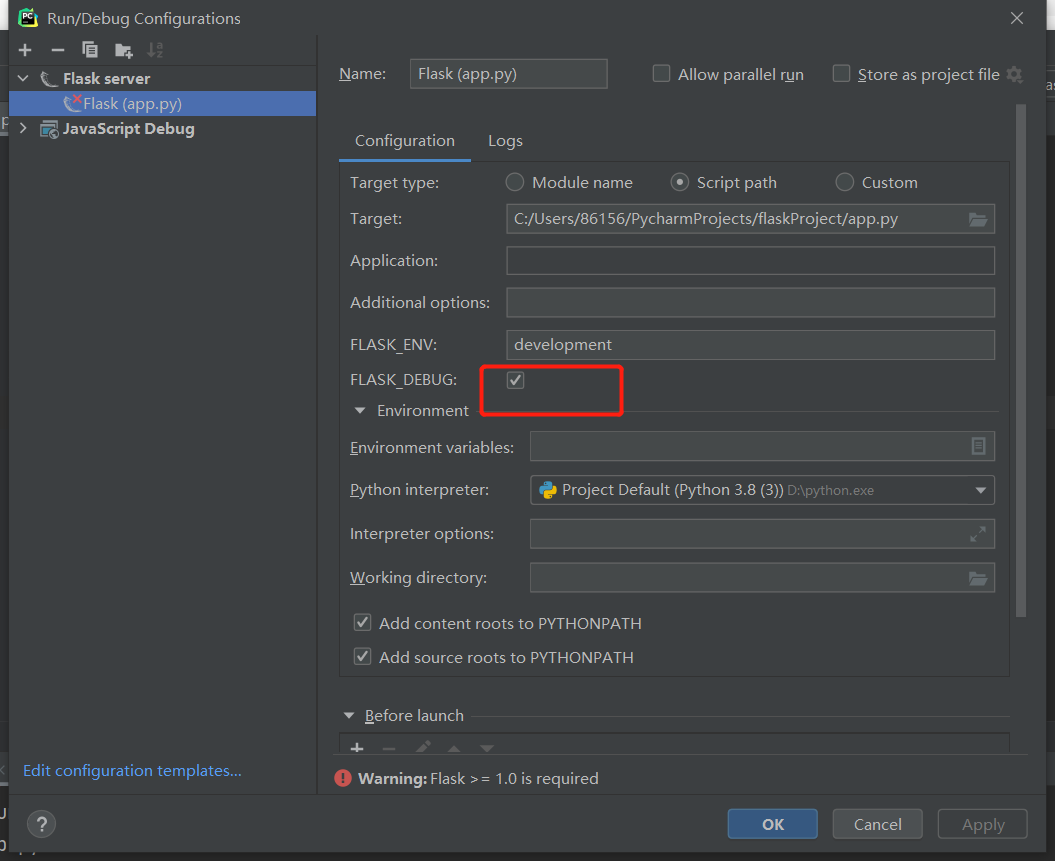 PC
Run/Debug Configurations
Flask server
Flask (app.py)
JavaScript Debug
Name:
Flask (app.py)
Allow parallel run
Store as project file
Configuration
Logs
Target type:
Module name
Script path
Custom
Target:
C:/Users/86156/PycharmProjects/flaskProject/app.py
Application:
Additional options:
FLASK_ENV:
development
FLASK_DEBUG:
Environment
Environment variables:
Python interpreter:
Project Default (Python 3.8 (3)) D:\python.exe
Interpreter options:
Working directory:
Add content roots to PYTHONPATH
Add source roots to PYTHONPATH
Before launch
Edit configuration templates...
Warning: Flask >= 1.0 is required
?
OK
Cancel
Apply